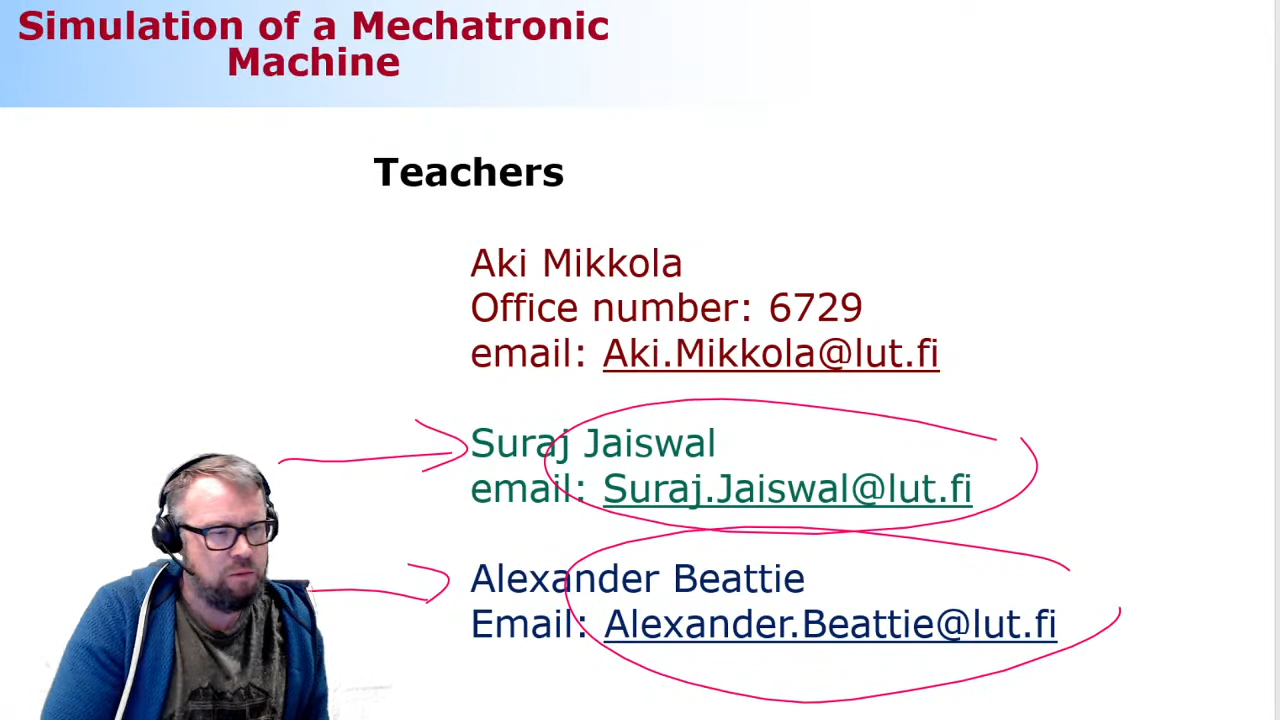 Simulation of a Mechatronic
Machine
Teachers
Aki Mikkola
Office number: 6729
email: Aki.Mikkola@lut.fi
Suraj Jaiswal
email: Suraj.Jaiswal@lut.fi
Alexander Beattie
Email: Alexander.Beattie@lut.fi